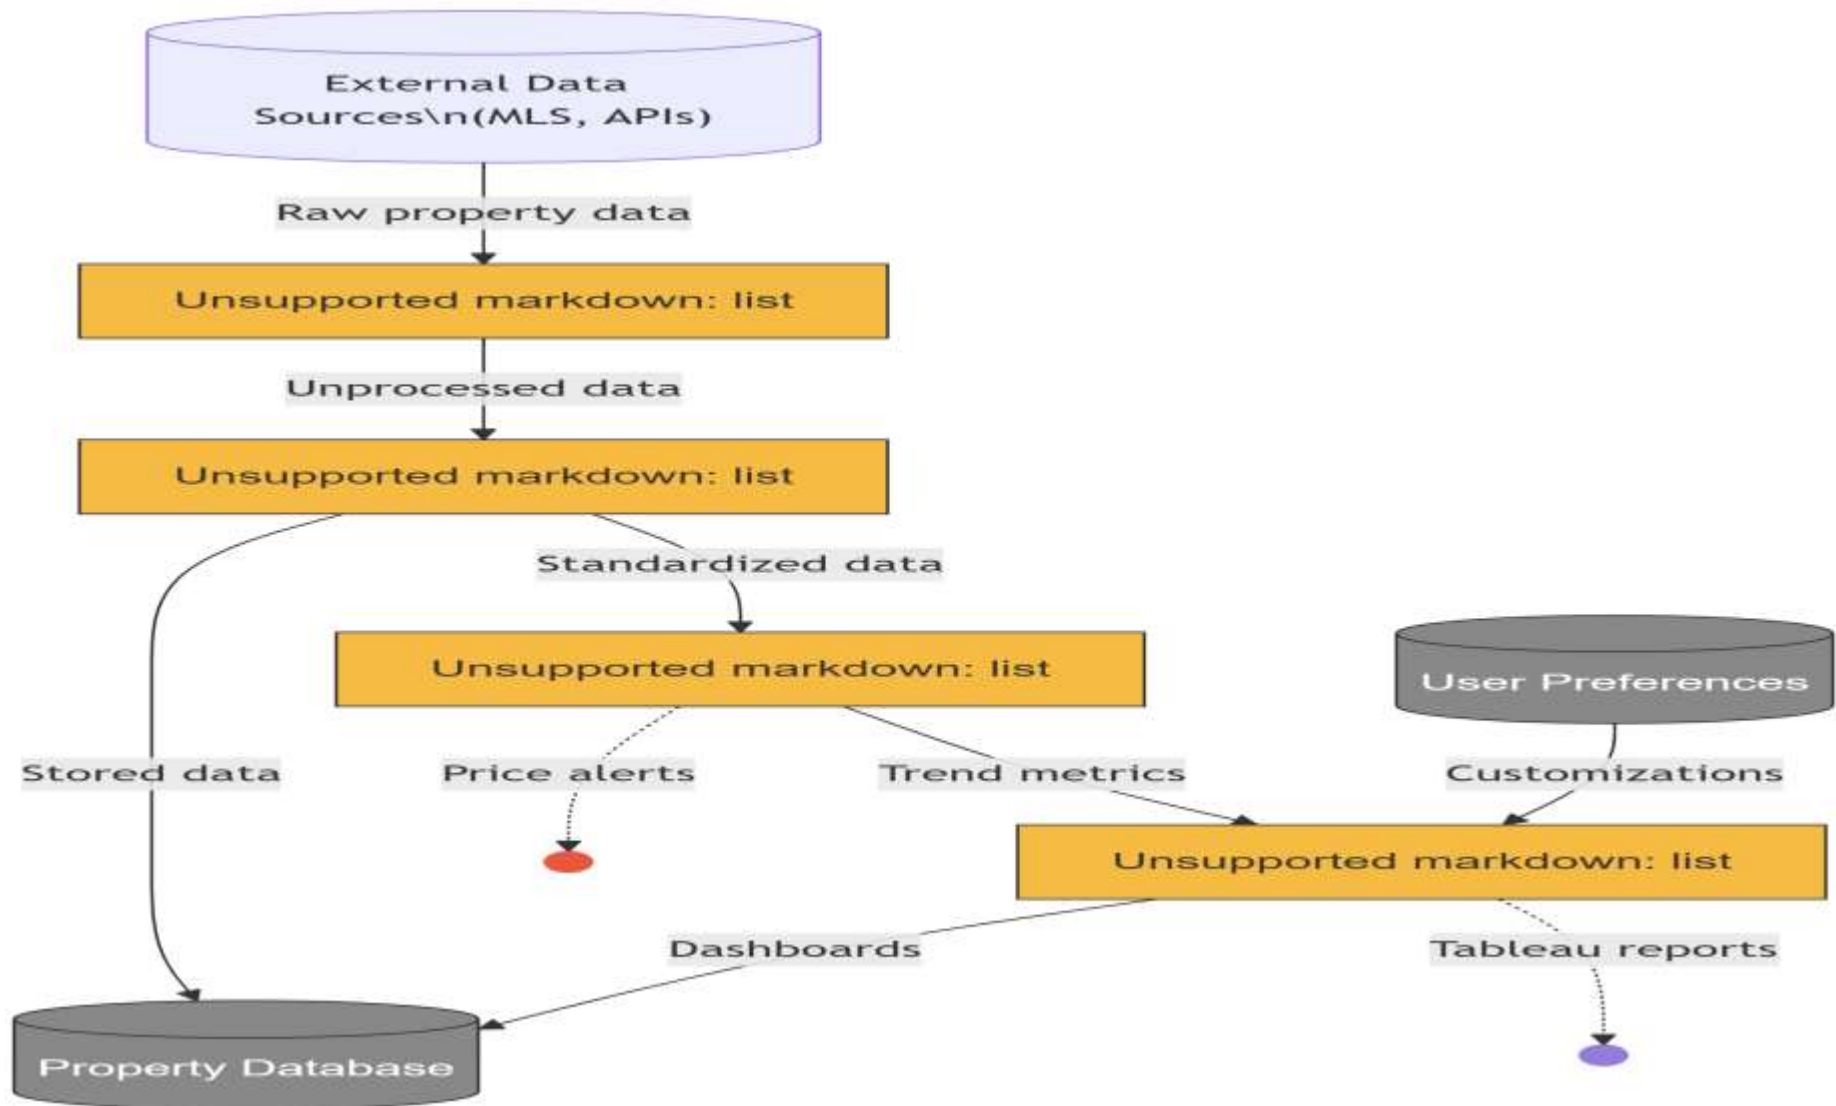 External Data
Sources\n(MLS, APIs)
Raw property data
Unsupported markdown: list
Unprocessed data
Unsupported markdown: list
Standardized data
Unsupported markdown: list
User Preferences
Stored data
Price alerts
Trend metrics
Customizations
Unsupported markdown: list
Dashboards
Tableau reports
Property Database